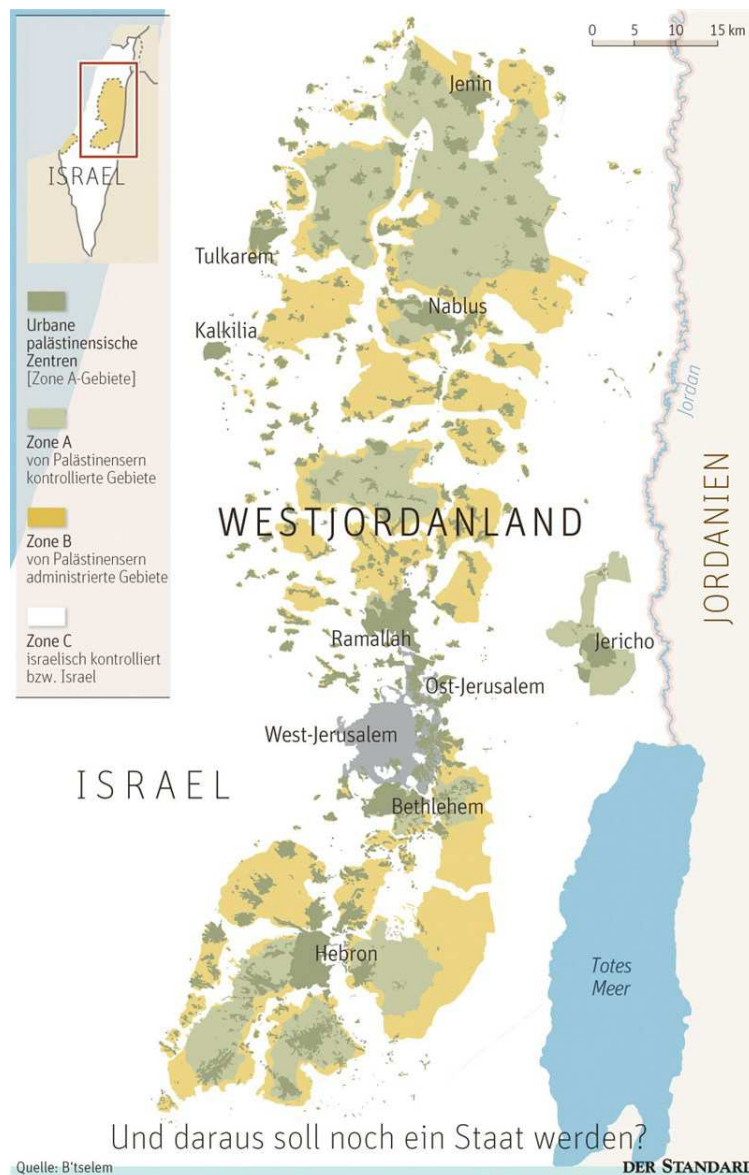 ISRAEL
Urbane
palästinensische
Zentren
[Zone A-Gebiete]
Zone A
von Palästinensern
kontrollierte Gebiete
Zone B
von Palästinensern
administrierte Gebiete
Zone C
israelisch kontrolliert
bzw. Israel
0 5 10 15 km
Jenin
Tulkarem
Nablus
Kalkilia
Jordan
JORDANIEN
WESTJORDANLAND
Ramallah
Jericho
Ost-Jerusalem
West-Jerusalem
ISRAEL
Bethlehem
Hebron
Totes
Meer
Und daraus soll noch ein Staat werden?
Quelle: B'tselem
DER STANDARD